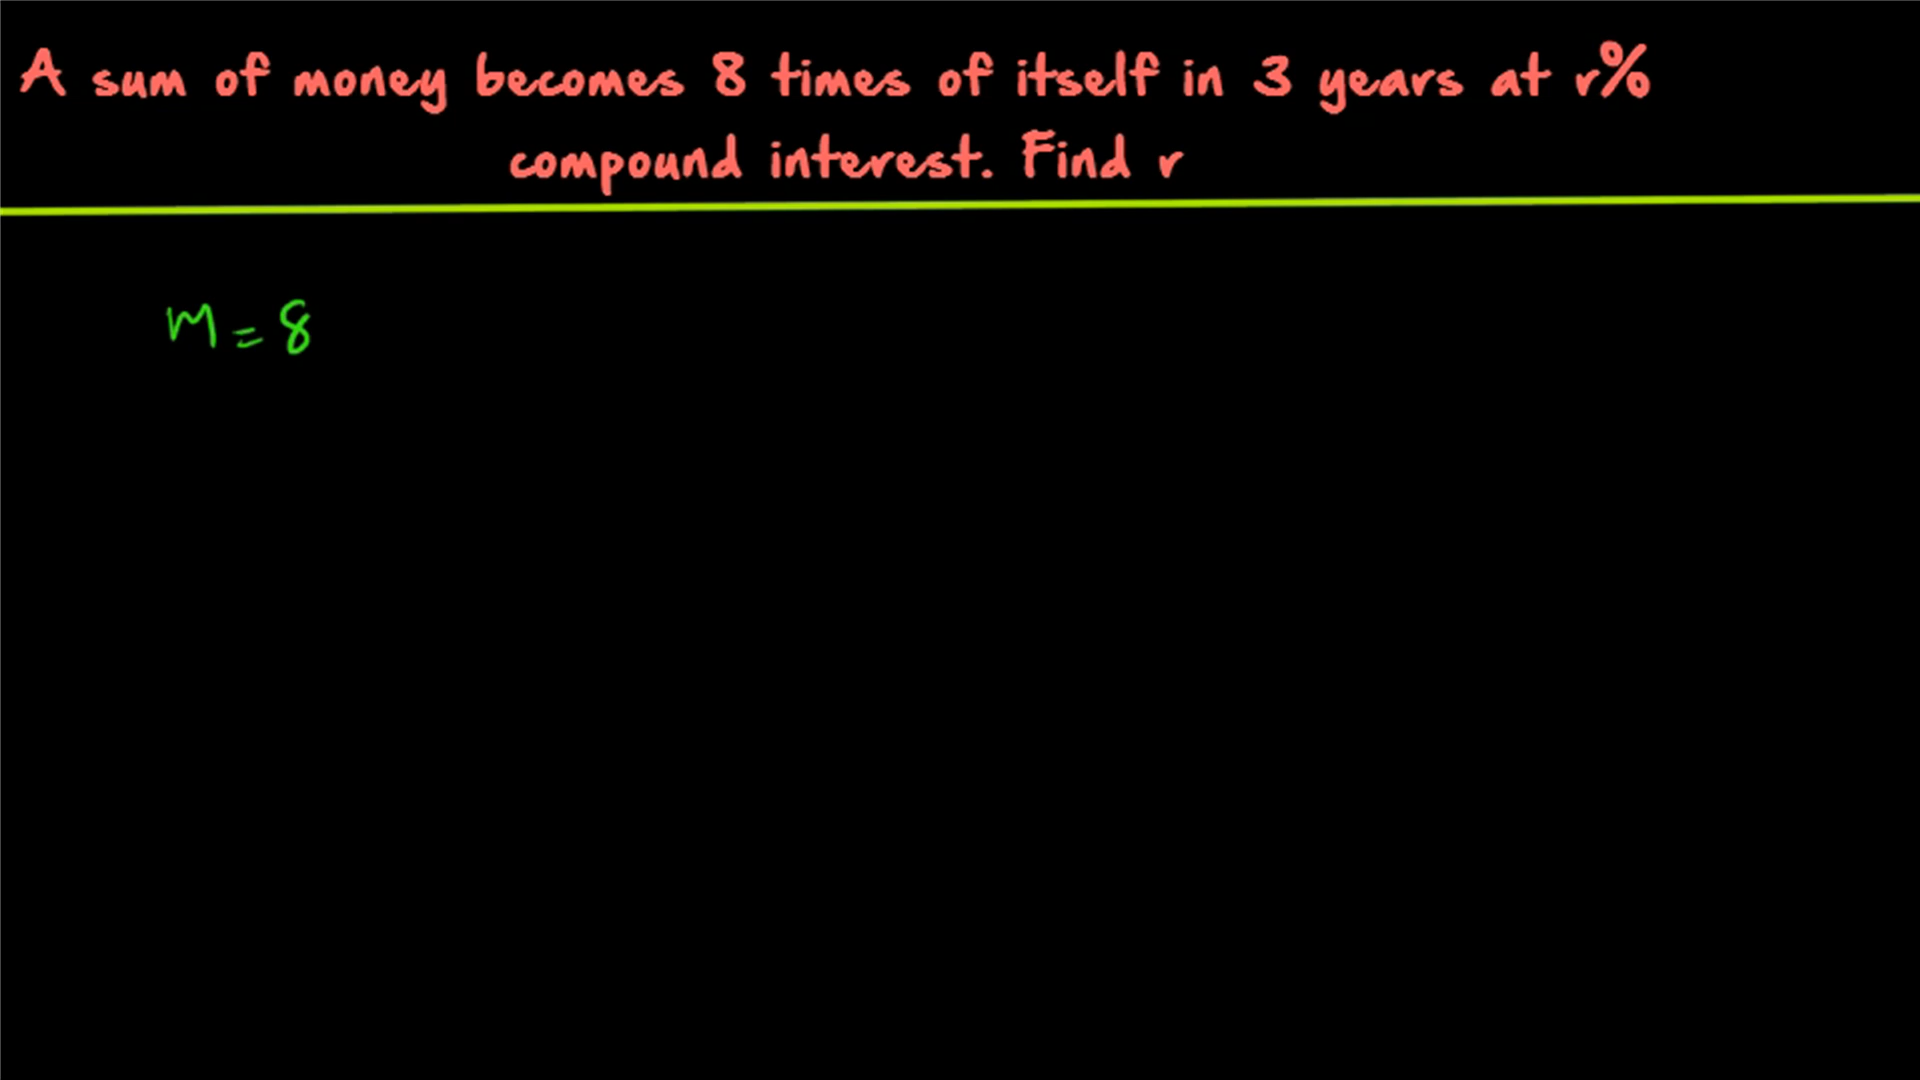 A sum of money becomes 8 times of itself in 3 years at r%
compound interest. Find r
m = 8